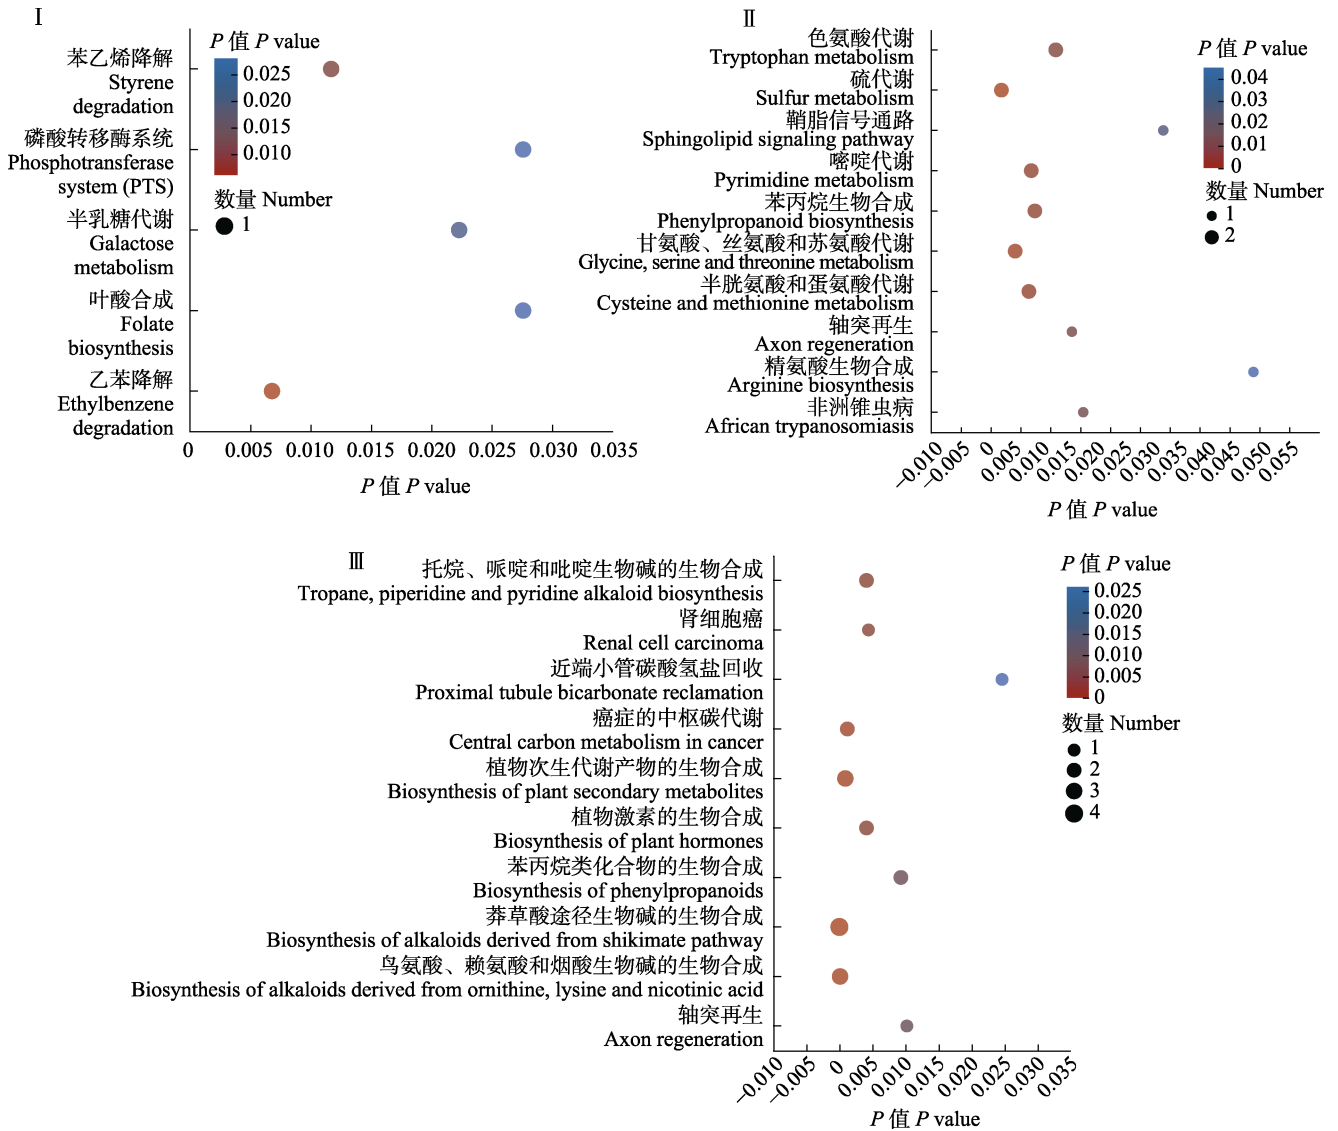 Ⅰ
苯乙烯降解
Styrene
degradation
磷酸转移酶系统
Phosphotransferase
system (PTS)
半乳糖代谢
Galactose
metabolism
叶酸合成
Folate
biosynthesis
乙苯降解
Ethylbenzene
degradation
P 值 P value
0.025
0.020
0.015
0.010
数量 Number
1
0 0.005 0.010 0.015 0.020 0.025 0.030 0.035
P 值 P value
Ⅱ
色氨酸代谢
Tryptophan metabolism
硫代谢
Sulfur metabolism
鞘脂信号通路
Sphingolipid signaling pathway
嘧啶代谢
Pyrimidine metabolism
苯丙烷生物合成
Phenylpropanoid biosynthesis
甘氨酸、丝氨酸和苏氨酸代谢
Glycine, serine and threonine metabolism
半胱氨酸和蛋氨酸代谢
Cysteine and methionine metabolism
轴突再生
Axon regeneration
精氨酸生物合成
Arginine biosynthesis
非洲锥虫病
African trypanosomiasis
P 值 P value
0.04
0.03
0.02
0.01
0
数量 Number
1
2
−0.010 −0.005 0 0.005 0.010 0.015 0.020 0.025 0.030 0.035 0.040 0.045 0.050 0.055
P 值 P value
Ⅲ
托烷、哌啶和吡啶生物碱的生物合成
Tropane, piperidine and pyridine alkaloid biosynthesis
肾细胞癌
Renal cell carcinoma
近端小管碳酸氢盐回收
Proximal tubule bicarbonate reclamation
癌症的中枢碳代谢
Central carbon metabolism in cancer
植物次生代谢产物的生物合成
Biosynthesis of plant secondary metabolites
植物激素的生物合成
Biosynthesis of plant hormones
苯丙烷类化合物的生物合成
Biosynthesis of phenylpropanoids
莽草酸途径生物碱的生物合成
Biosynthesis of alkaloids derived from shikimate pathway
鸟氨酸、赖氨酸和烟酸生物碱的生物合成
Biosynthesis of alkaloids derived from ornithine, lysine and nicotinic acid
轴突再生
Axon regeneration
P 值 P value
0.025
0.020
0.015
0.010
0.005
0
数量 Number
1
2
3
4
−0.010 −0.005 0 0.005 0.010 0.015 0.020 0.025 0.030 0.035
P 值 P value